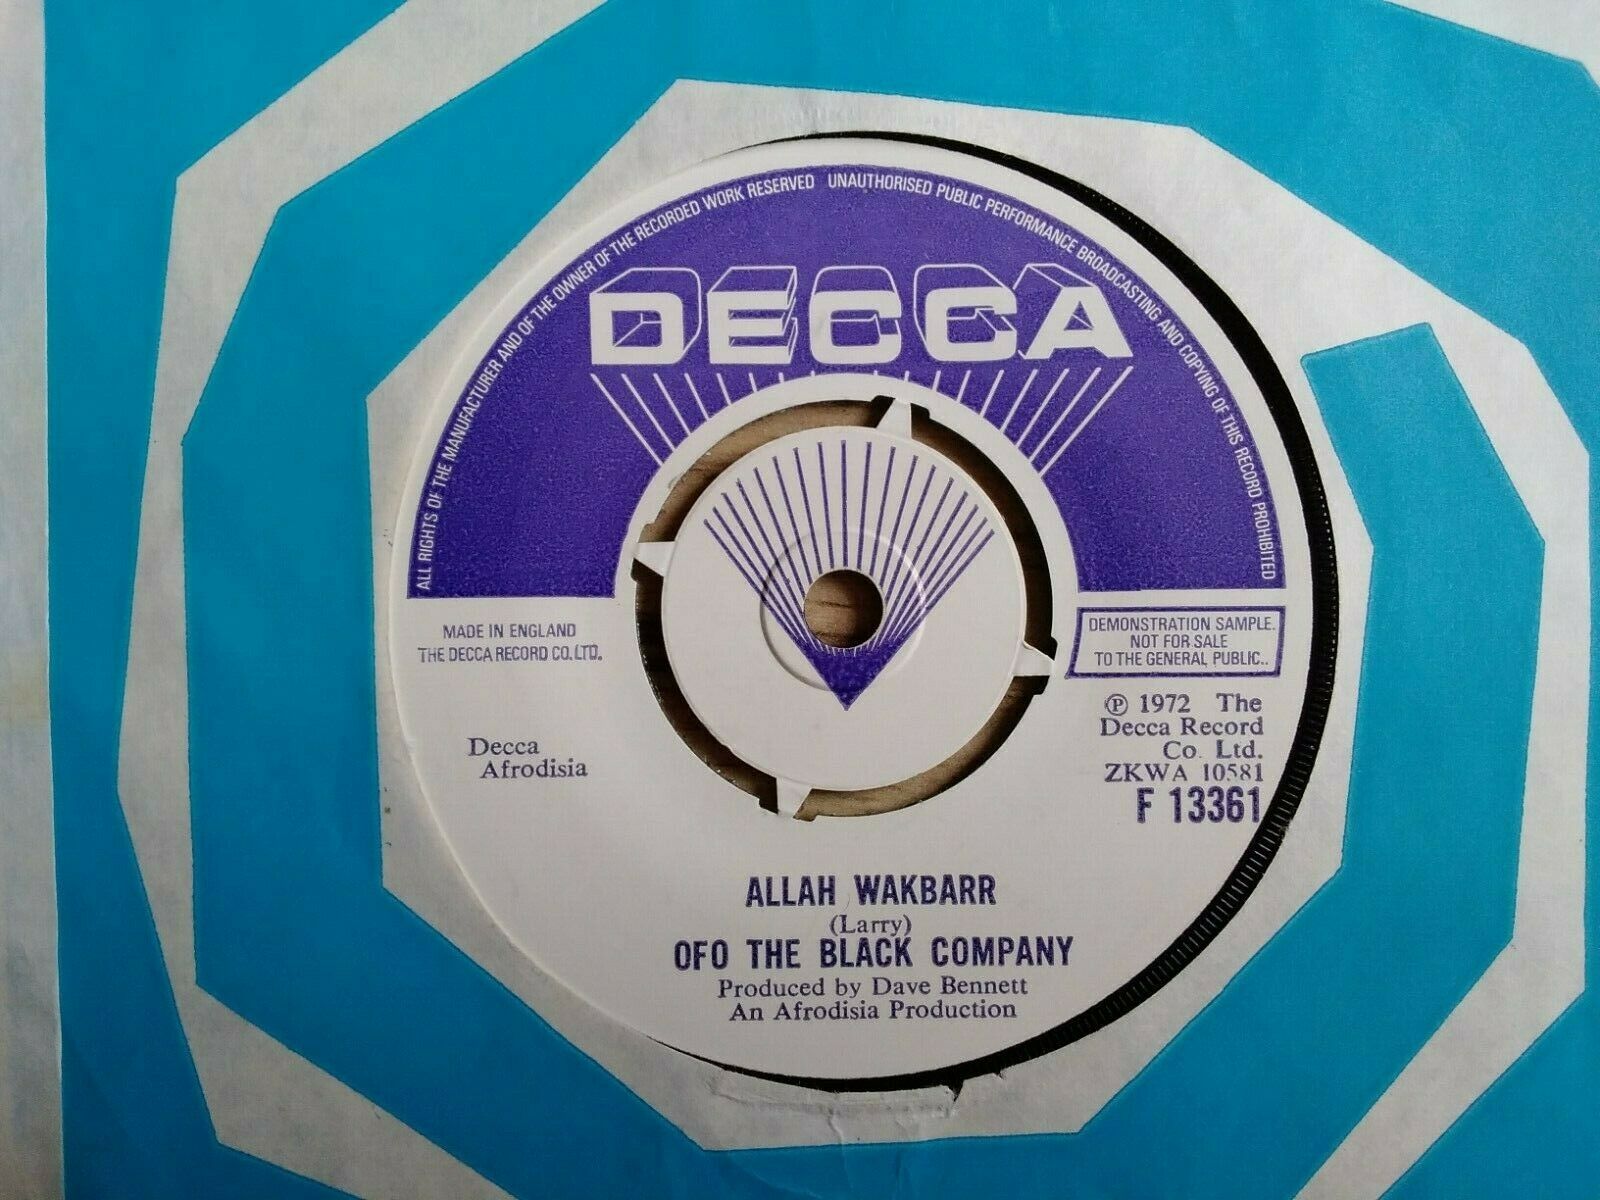 ALL RIGHTS OF THE MANUFACTURER AND OF THE OWNER OF THE RECORDED WORK RESERVED UNAUTHORISED PUBLIC PERFORMANCE BROADCASTING AND COPYING OF THIS RECORD PROHIBITED
DECCA
MADE IN ENGLAND
THE DECCA RECORD CO. LTD.
DEMONSTRATION SAMPLE.
NOT FOR SALE
TO THE GENERAL PUBLIC..
Ⓟ 1972 The
Decca Record
Co. Ltd.
ZKWA 10581
F 13361
Decca
Afrodisia
ALLAH WAKBARR
(Larry)
OFO THE BLACK COMPANY
Produced by Dave Bennett
An Afrodisia Production